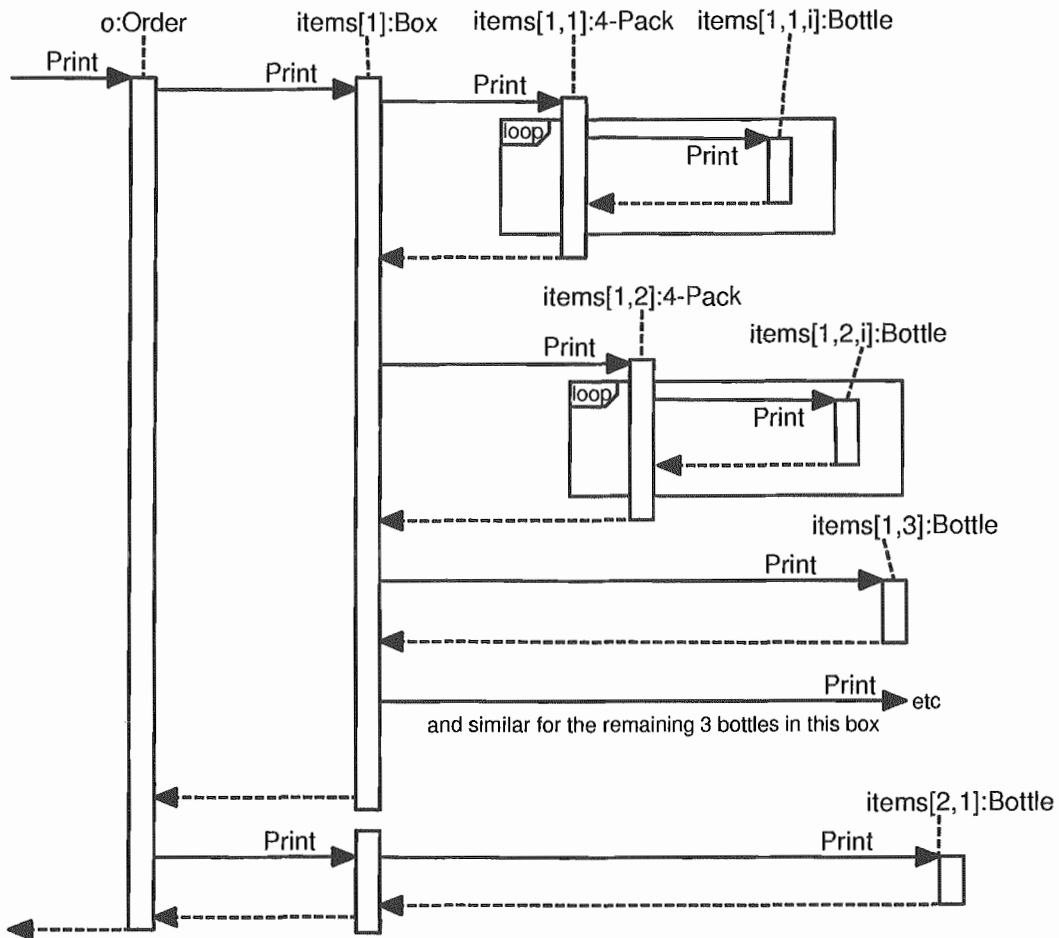 o:Order items[1]:Box items[1,1]:4-Pack items[1,1,i]:Bottle
Print
Print
Print
loop
Print
items[1,2]:4-Pack
items[1,2,i]:Bottle
Print
loop
Print
items[1,3]:Bottle
Print
Print
etc
and similar for the remaining 3 bottles in this box
items[2,1]:Bottle
Print
Print